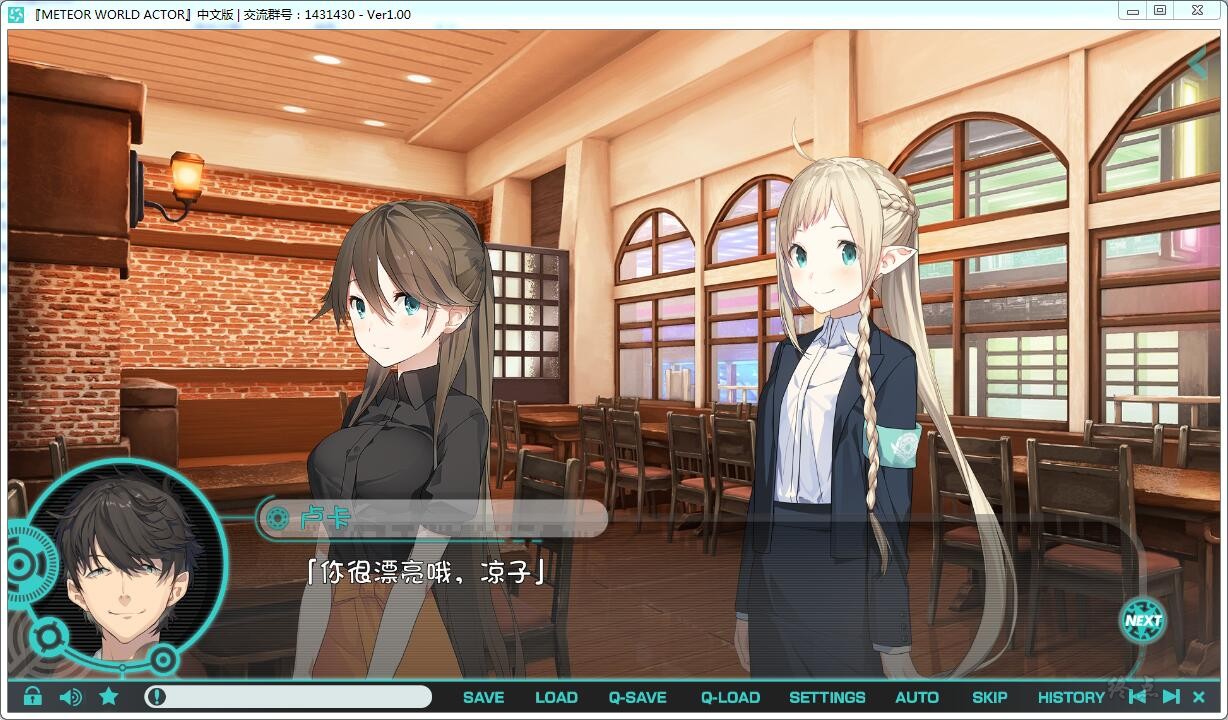 『METEOR WORLD ACTOR』中文版 | 交流群号：1431430 - Ver1.00
卢卡
「你很漂亮哦，凉子」
NEXT
SAVE LOAD Q-SAVE Q-LOAD SETTINGS AUTO SKIP HISTORY